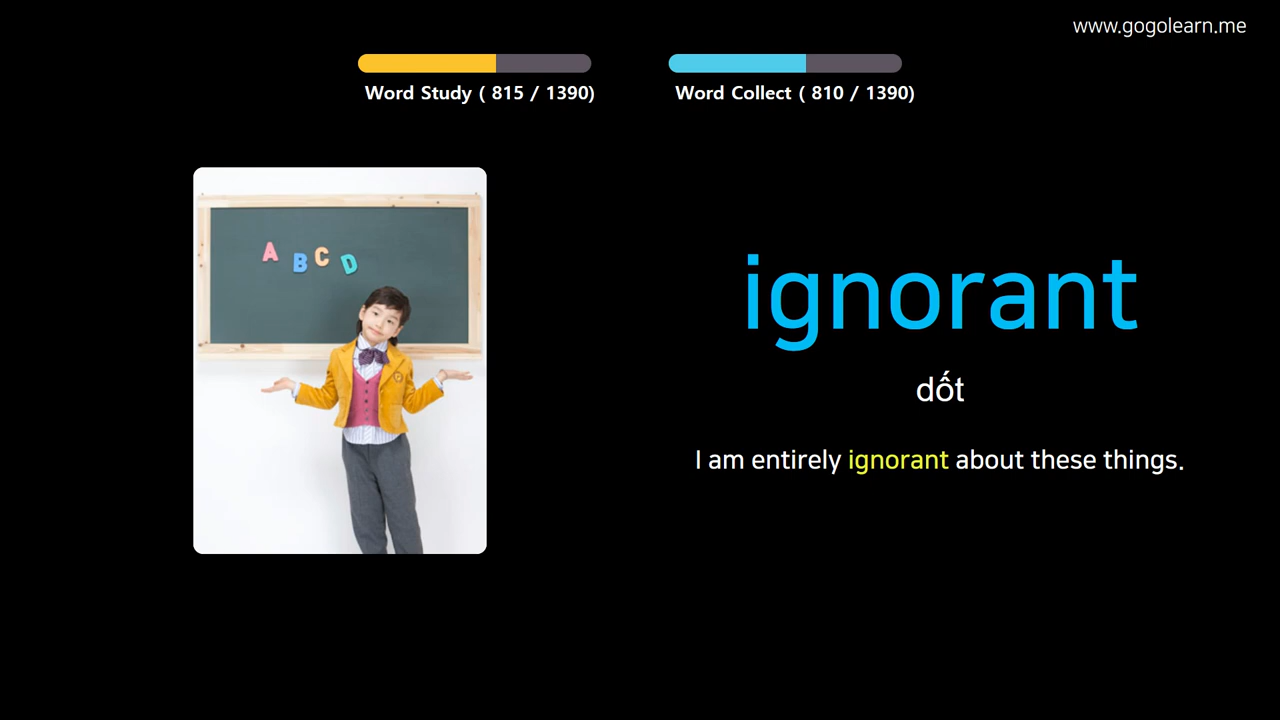 www.gogolearn.me
Word Study ( 815 / 1390)
Word Collect ( 810 / 1390)
A B C D
ignorant
dốt
I am entirely ignorant about these things.